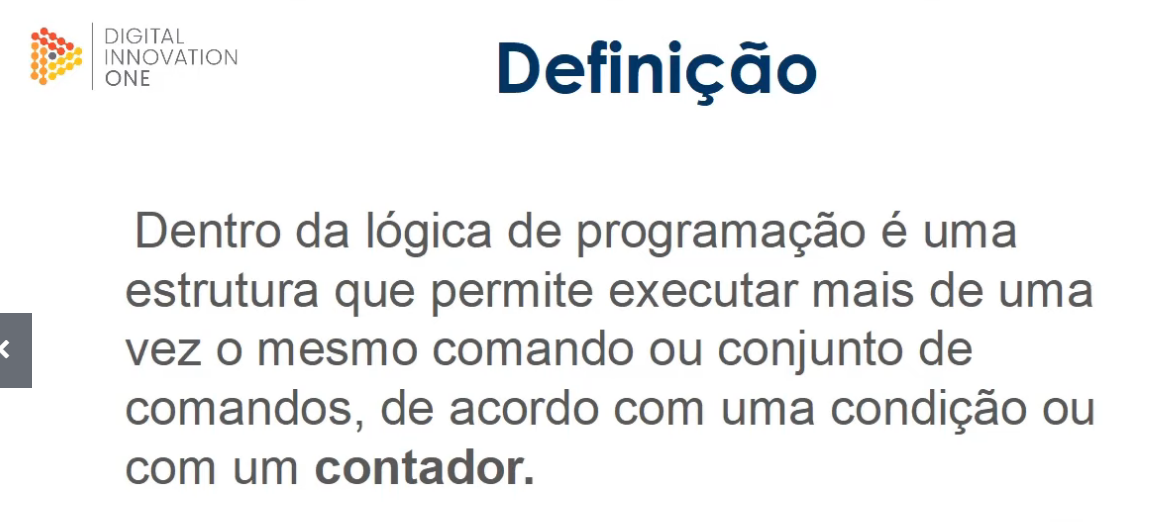 DIGITAL
INNOVATION
ONE
Definição
Dentro da lógica de programação é uma
estrutura que permite executar mais de uma
vez o mesmo comando ou conjunto de
comandos, de acordo com uma condição ou
com um contador.